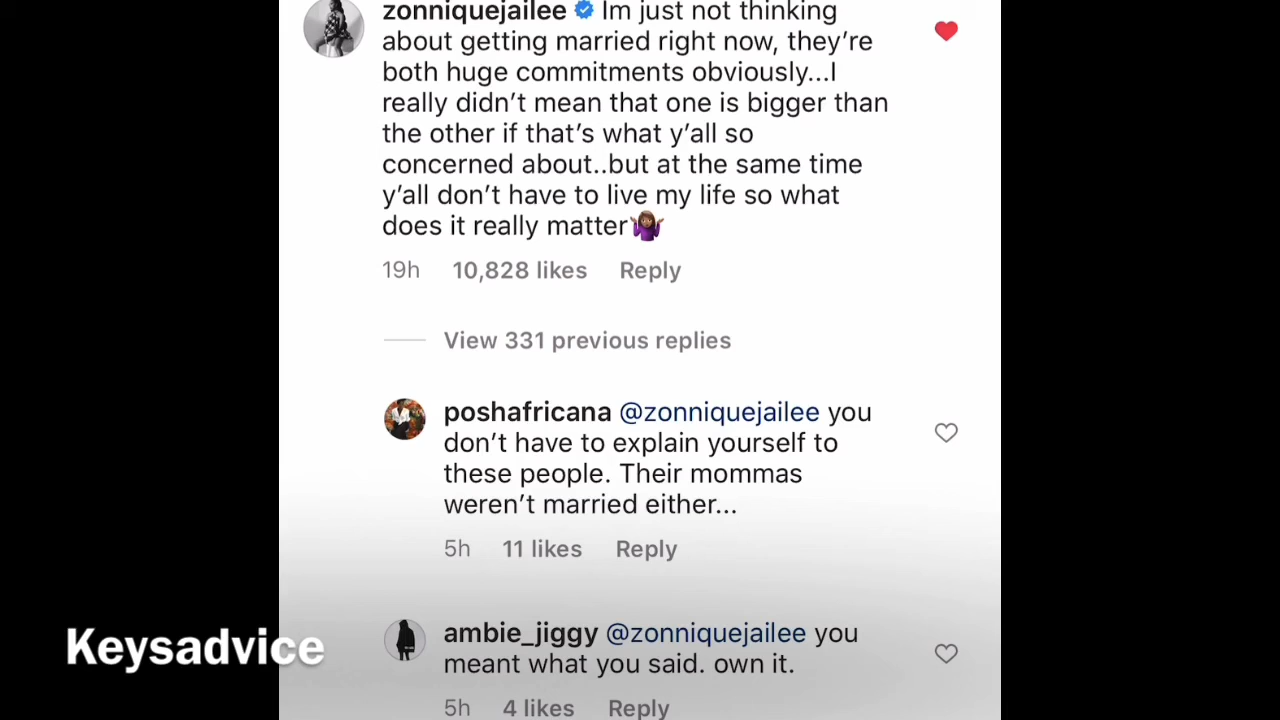 zonniquejailee Im just not thinking
about getting married right now, they're
both huge commitments obviously...I
really didn't mean that one is bigger than
the other if that's what y'all so
concerned about..but at the same time
y'all don't have to live my life so what
does it really matter🤷🏾‍♀️
19h 10,828 likes Reply
View 331 previous replies
poshafricana @zonniquejailee you
don't have to explain yourself to
these people. Their mommas
weren't married either...
5h 11 likes Reply
ambie_jiggy @zonniquejailee you
meant what you said. own it.
5h 4 likes Reply
Keysadvice